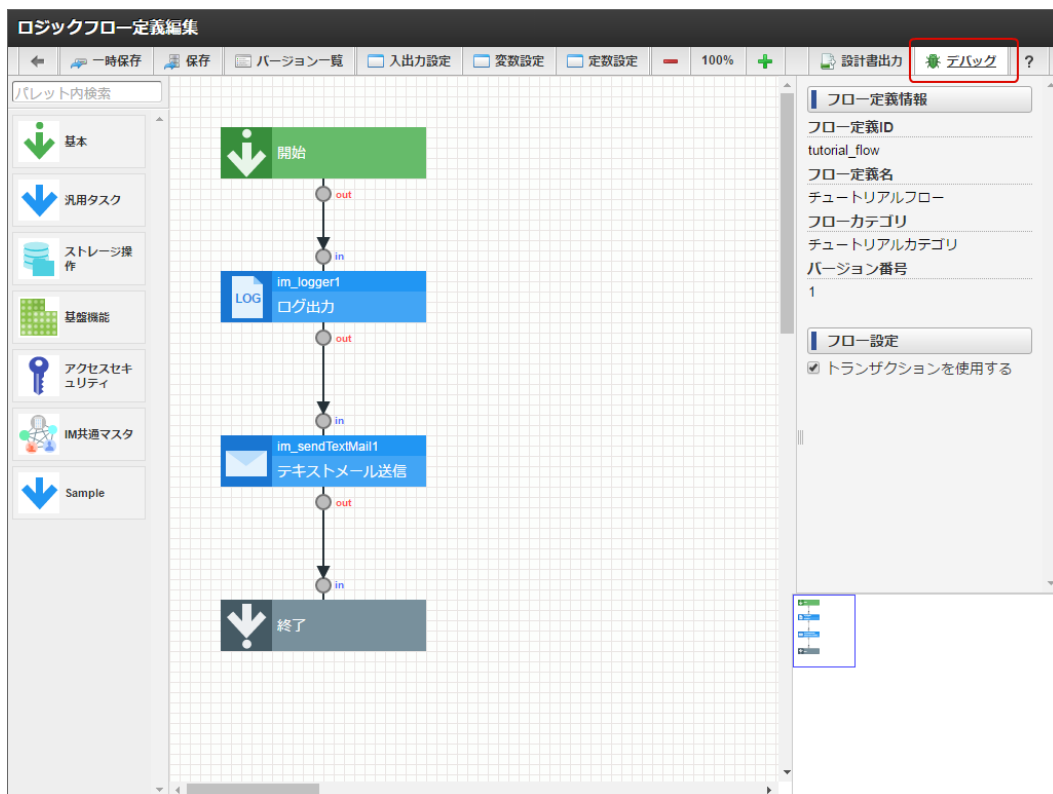 ロジックフロー定義編集
一時保存 保存 バージョン一覧 入出力設定 変数設定 定数設定 100% 設計書出力 デバッグ ?
パレット内検索
基本
汎用タスク
ストレージ操
作
基盤機能
アクセスセキ
ュリティ
IM共通マスタ
Sample
開始
out
in
im_logger1
LOG
ログ出力
out
in
im_sendTextMail1
テキストメール送信
out
in
終了
フロー定義情報
フロー定義ID
tutorial_flow
フロー定義名
チュートリアルフロー
フローカテゴリ
チュートリアルカテゴリ
バージョン番号
1
フロー設定
トランザクションを使用する